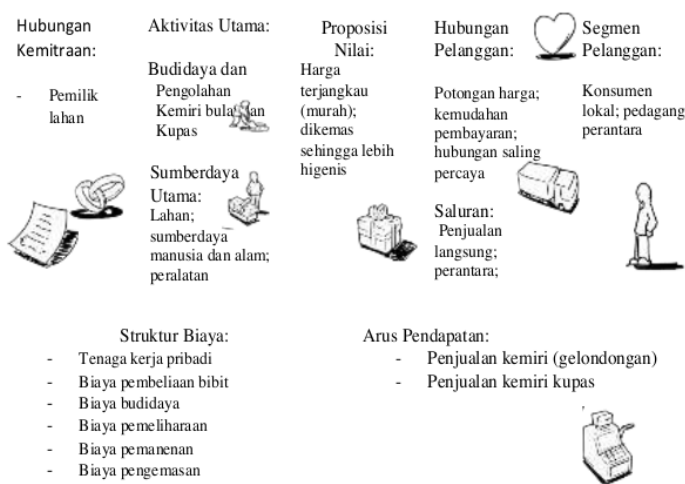 Hubungan
Kemitraan:
- Pemilik
lahan
Aktivitas Utama:
Budidaya dan
Pengolahan
Kemiri bulat dan
Kupas
Sumberdaya
Utama:
Lahan;
sumberdaya
manusia dan alam;
peralatan
Proposisi
Nilai:
Harga
terjangkau
(murah);
dikemas
sehingga lebih
higenis
Hubungan
Pelanggan:
Potongan harga;
kemudahan
pembayaran;
hubungan saling
percaya
Saluran:
Penjualan
langsung;
perantara;
Segmen
Pelanggan:
Konsumen
lokal; pedagang
perantara
Struktur Biaya:
- Tenaga kerja pribadi
- Biaya pembeliaan bibit
- Biaya budidaya
- Biaya pemeliharaan
- Biaya pemanenan
- Biaya pengemasan
Arus Pendapatan:
- Penjualan kemiri (gelondongan)
- Penjualan kemiri kupas